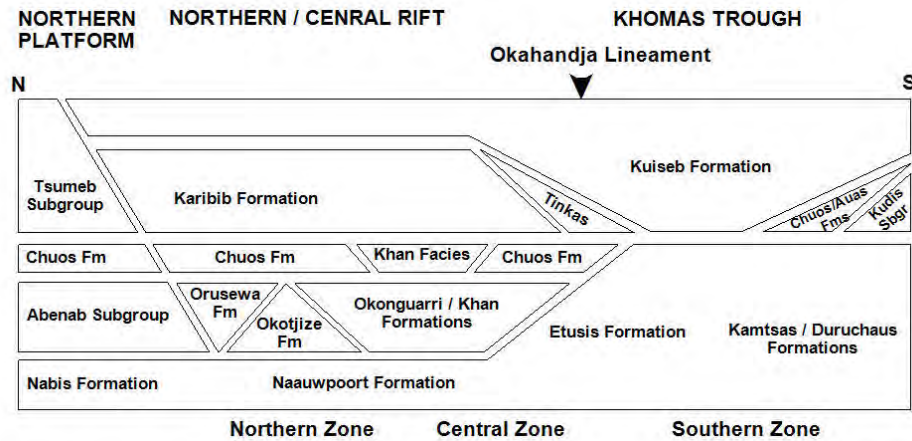 NORTHERN
PLATFORM
NORTHERN / CENRAL RIFT
KHOMAS TROUGH
Okahandja Lineament
N
S
Tsumeb
Subgroup
Karibib Formation
Tinkas
Kuiseb Formation
Chuos/Auas
Fms
Kudis
Sbgr
Chuos Fm
Chuos Fm
Khan Facies
Chuos Fm
Abenab Subgroup
Orusewa
Fm
Okotjize
Fm
Okonguarri / Khan
Formations
Etusis Formation
Kamtsas / Duruchaus
Formations
Nabis Formation
Naauwpoort Formation
Northern Zone
Central Zone
Southern Zone